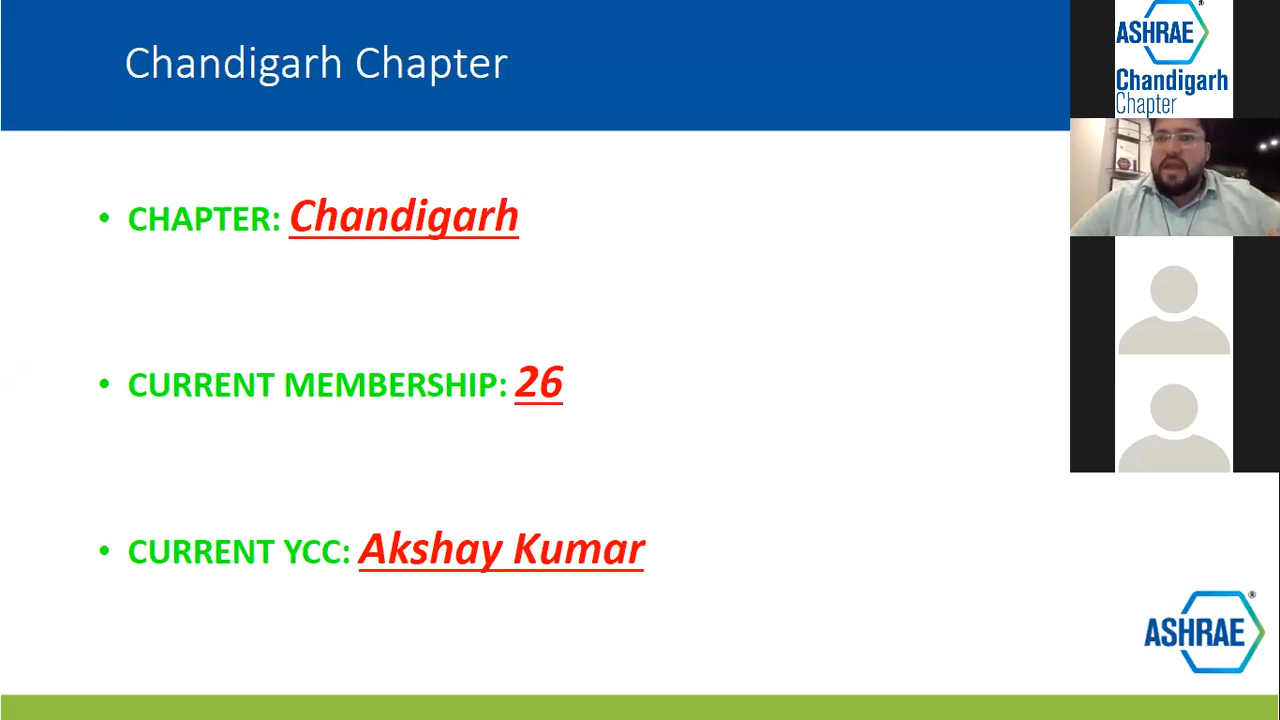 Chandigarh Chapter
• CHAPTER: Chandigarh
• CURRENT MEMBERSHIP: 26
• CURRENT YCC: Akshay Kumar
ASHRAE®
ASHRAE®
Chandigarh
Chapter